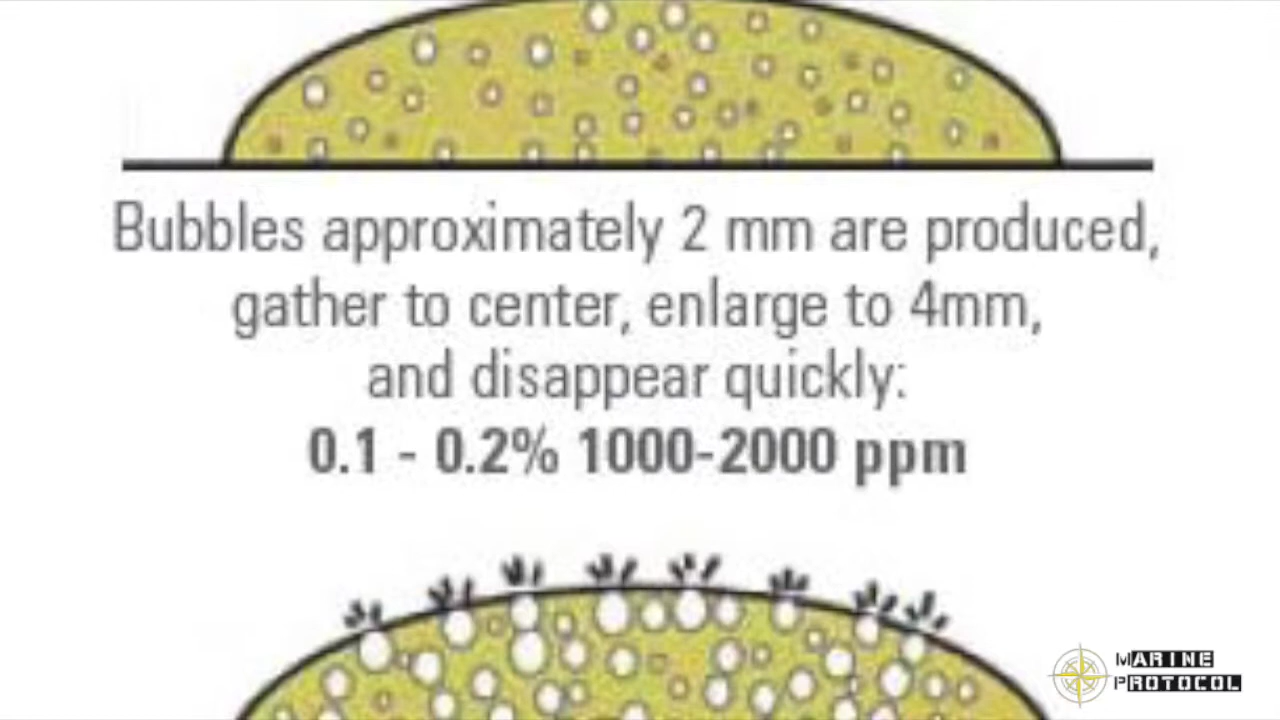 Bubbles approximately 2 mm are produced,
gather to center, enlarge to 4mm,
and disappear quickly:
0.1 - 0.2% 1000-2000 ppm
MARINE
PROTOCOL